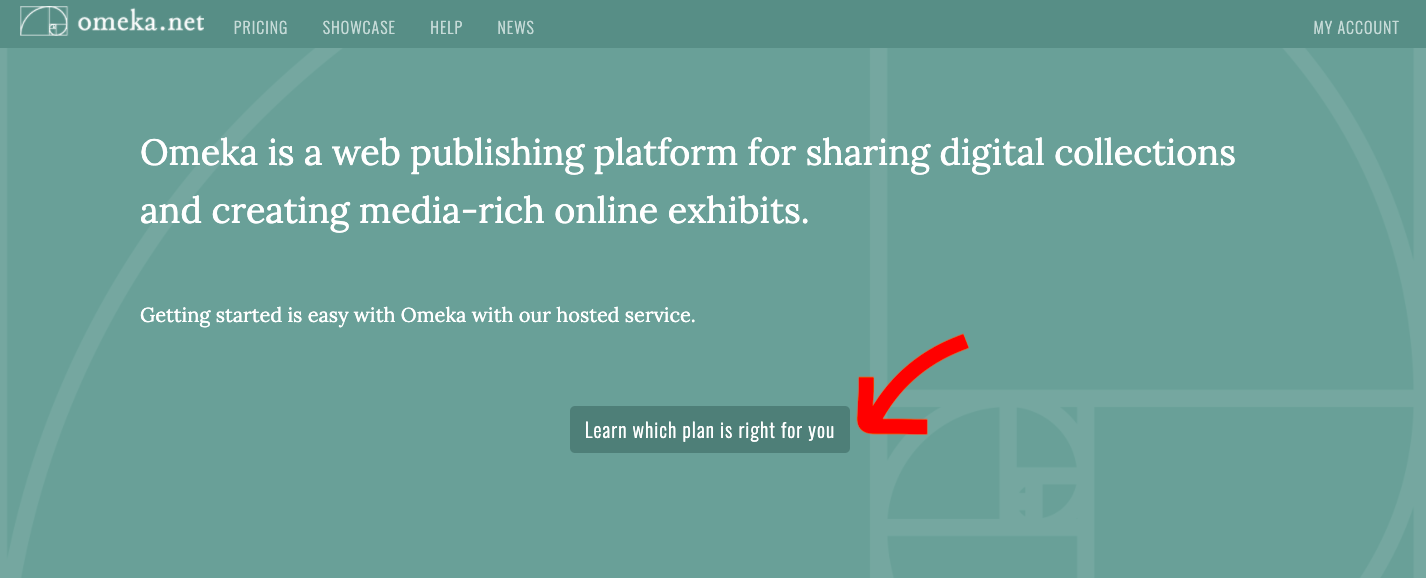 omeka.net PRICING SHOWCASE HELP NEWS MY ACCOUNT
Omeka is a web publishing platform for sharing digital collections
and creating media-rich online exhibits.
Getting started is easy with Omeka with our hosted service.
Learn which plan is right for you